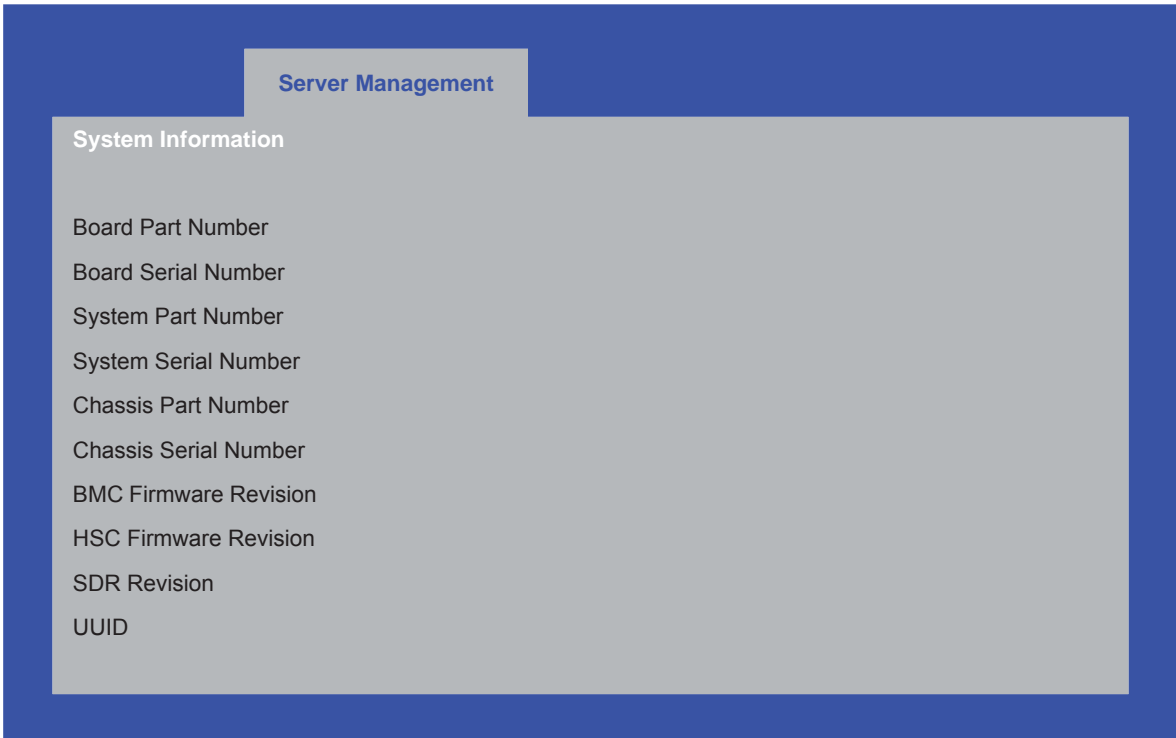 Server Management
System Information
Board Part Number
Board Serial Number
System Part Number
System Serial Number
Chassis Part Number
Chassis Serial Number
BMC Firmware Revision
HSC Firmware Revision
SDR Revision
UUID